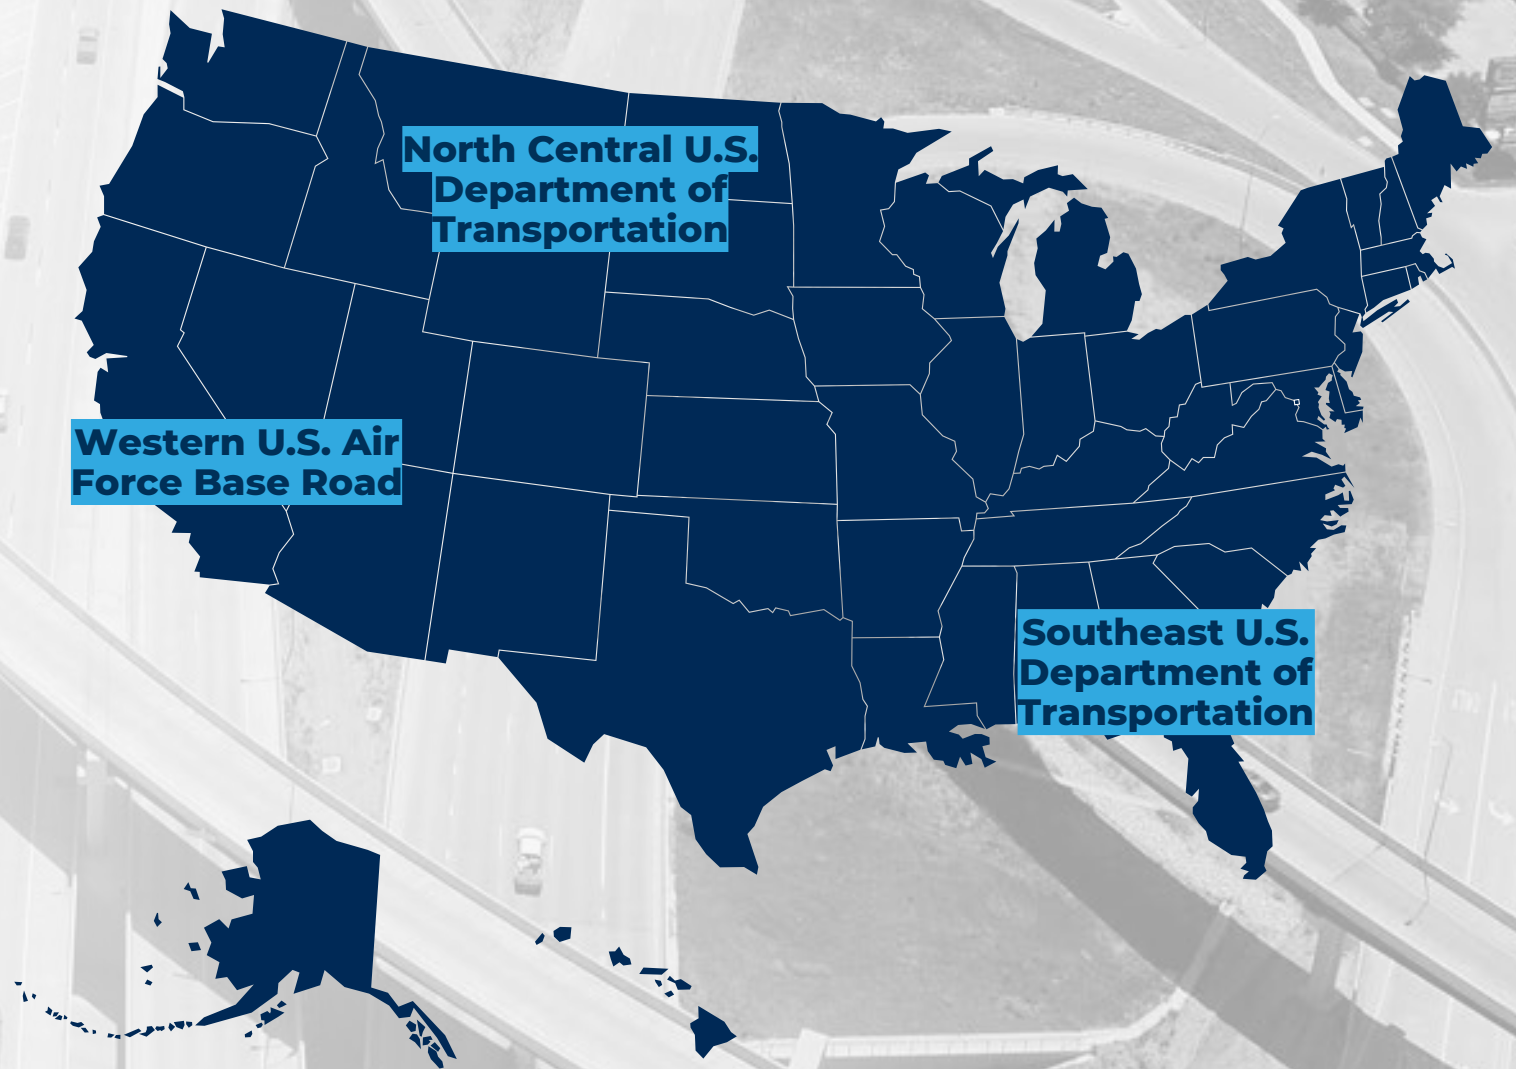 North Central U.S.
Department of
Transportation
Western U.S. Air
Force Base Road
Southeast U.S.
Department of
Transportation